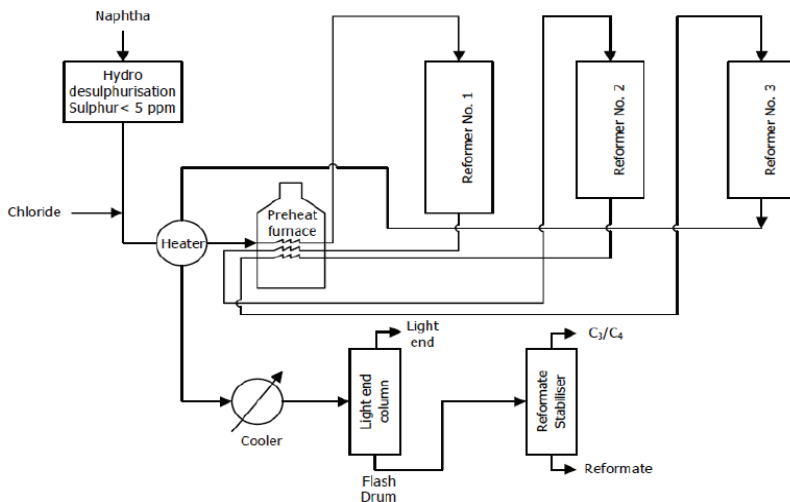 Naphtha
Hydro
desulphurisation
Sulphur< 5 ppm
Chloride
Heater
Preheat
furnace
Reformer No. 1
Reformer No. 2
Reformer No. 3
Cooler
Light end
column
Light
end
Flash
Drum
Reformate
Stabiliser
C₃/C₄
Reformate